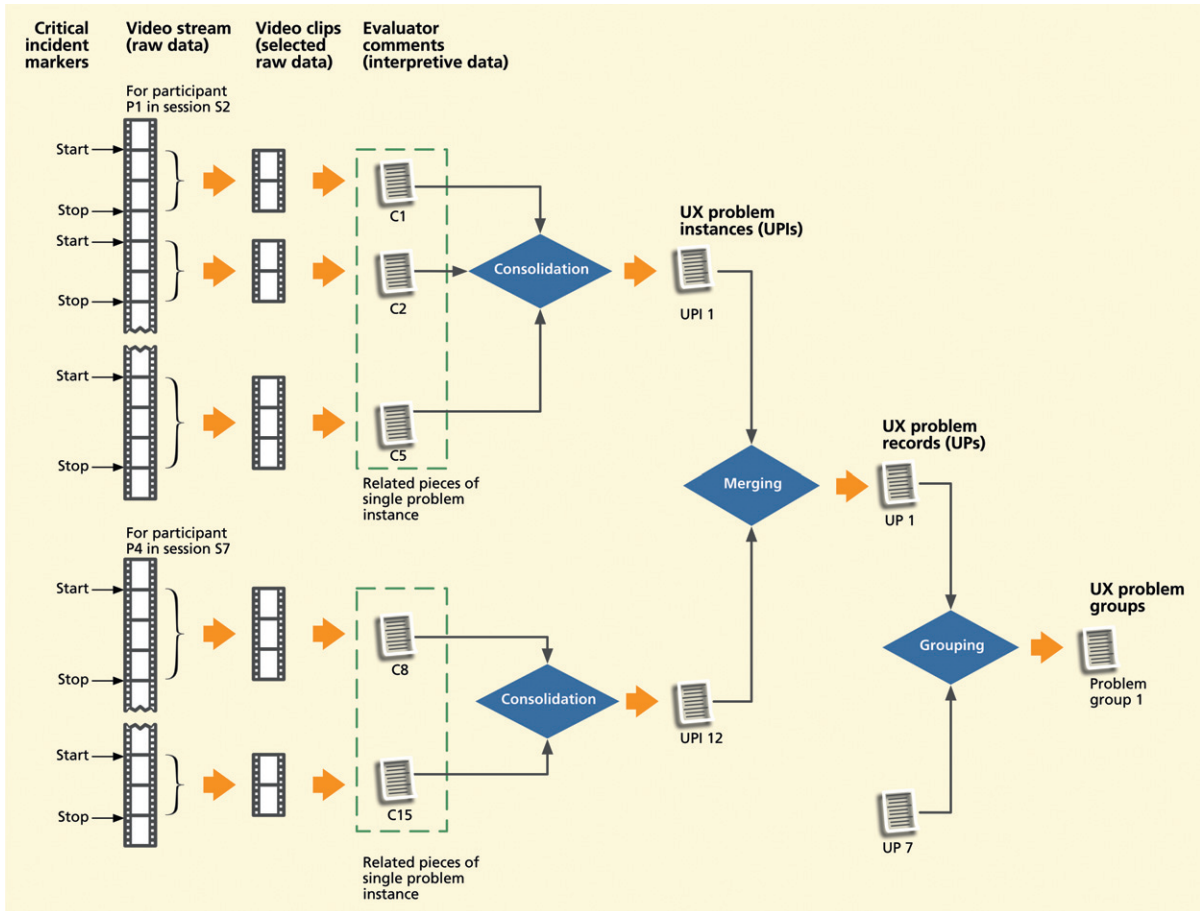 Critical
incident
markers
Video stream
(raw data)
Video clips
(selected
raw data)
Evaluator
comments
(interpretive data)
For participant
P1 in session S2
Start
Stop
Start
Stop
Start
Stop
C1
C2
C5
Related pieces of
single problem
instance
Consolidation
UX problem
instances (UPIs)
UPI 1
For participant
P4 in session S7
Start
Stop
Start
Stop
C8
C15
Related pieces of
single problem
instance
Consolidation
UPI 12
Merging
UX problem
records (UPs)
UP 1
UP 7
Grouping
UX problem
groups
Problem
group 1